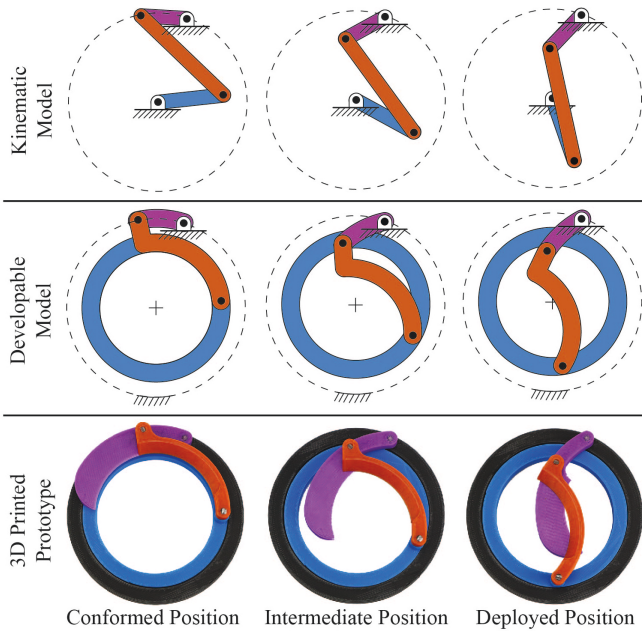 Kinematic
Model
Developable
Model
3D Printed
Prototype
Conformed Position
Intermediate Position
Deployed Position